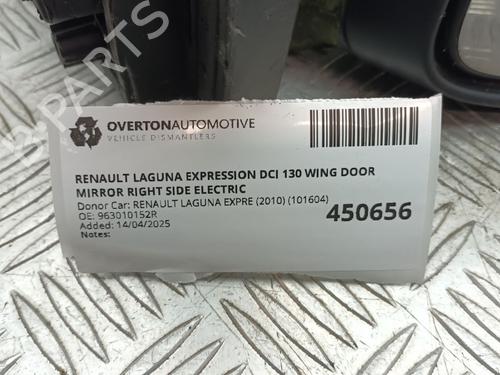 OVERTONAUTOMOTIVE
VEHICLE DISMANTLERS
RENAULT LAGUNA EXPRESSION DCI 130 WING DOOR
MIRROR RIGHT SIDE ELECTRIC
Donor Car: RENAULT LAGUNA EXPRE (2010) (101604)
OE: 963010152R
Added: 14/04/2025
Notes:
450656